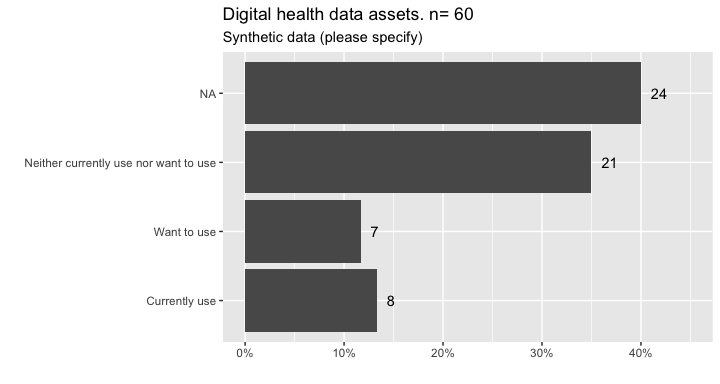 Digital health data assets. n= 60
Synthetic data (please specify)
NA
24
Neither currently use nor want to use
21
Want to use
7
Currently use
8
0%
10%
20%
30%
40%